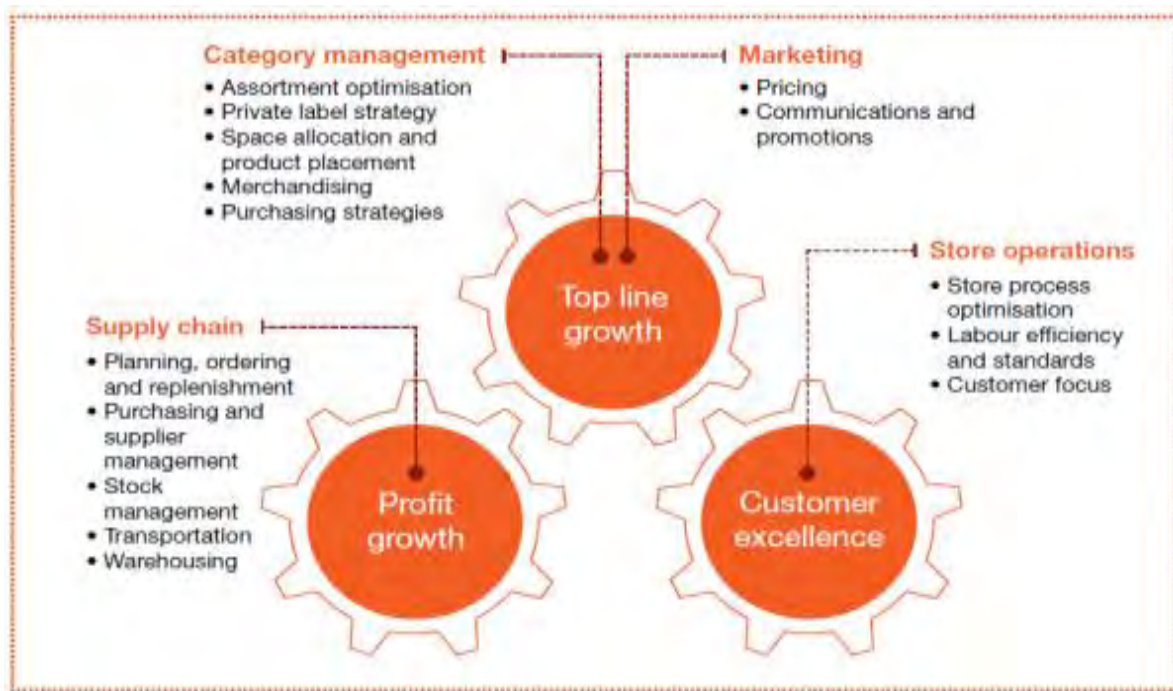 Category management
• Assortment optimisation
• Private label strategy
• Space allocation and
product placement
• Merchandising
• Purchasing strategies
Marketing
• Pricing
• Communications and
promotions
Top line
growth
Store operations
• Store process
optimisation
• Labour efficiency
and standards
• Customer focus
Supply chain
• Planning, ordering
and replenishment
• Purchasing and
supplier
management
• Stock
management
• Transportation
• Warehousing
Profit
growth
Customer
excellence